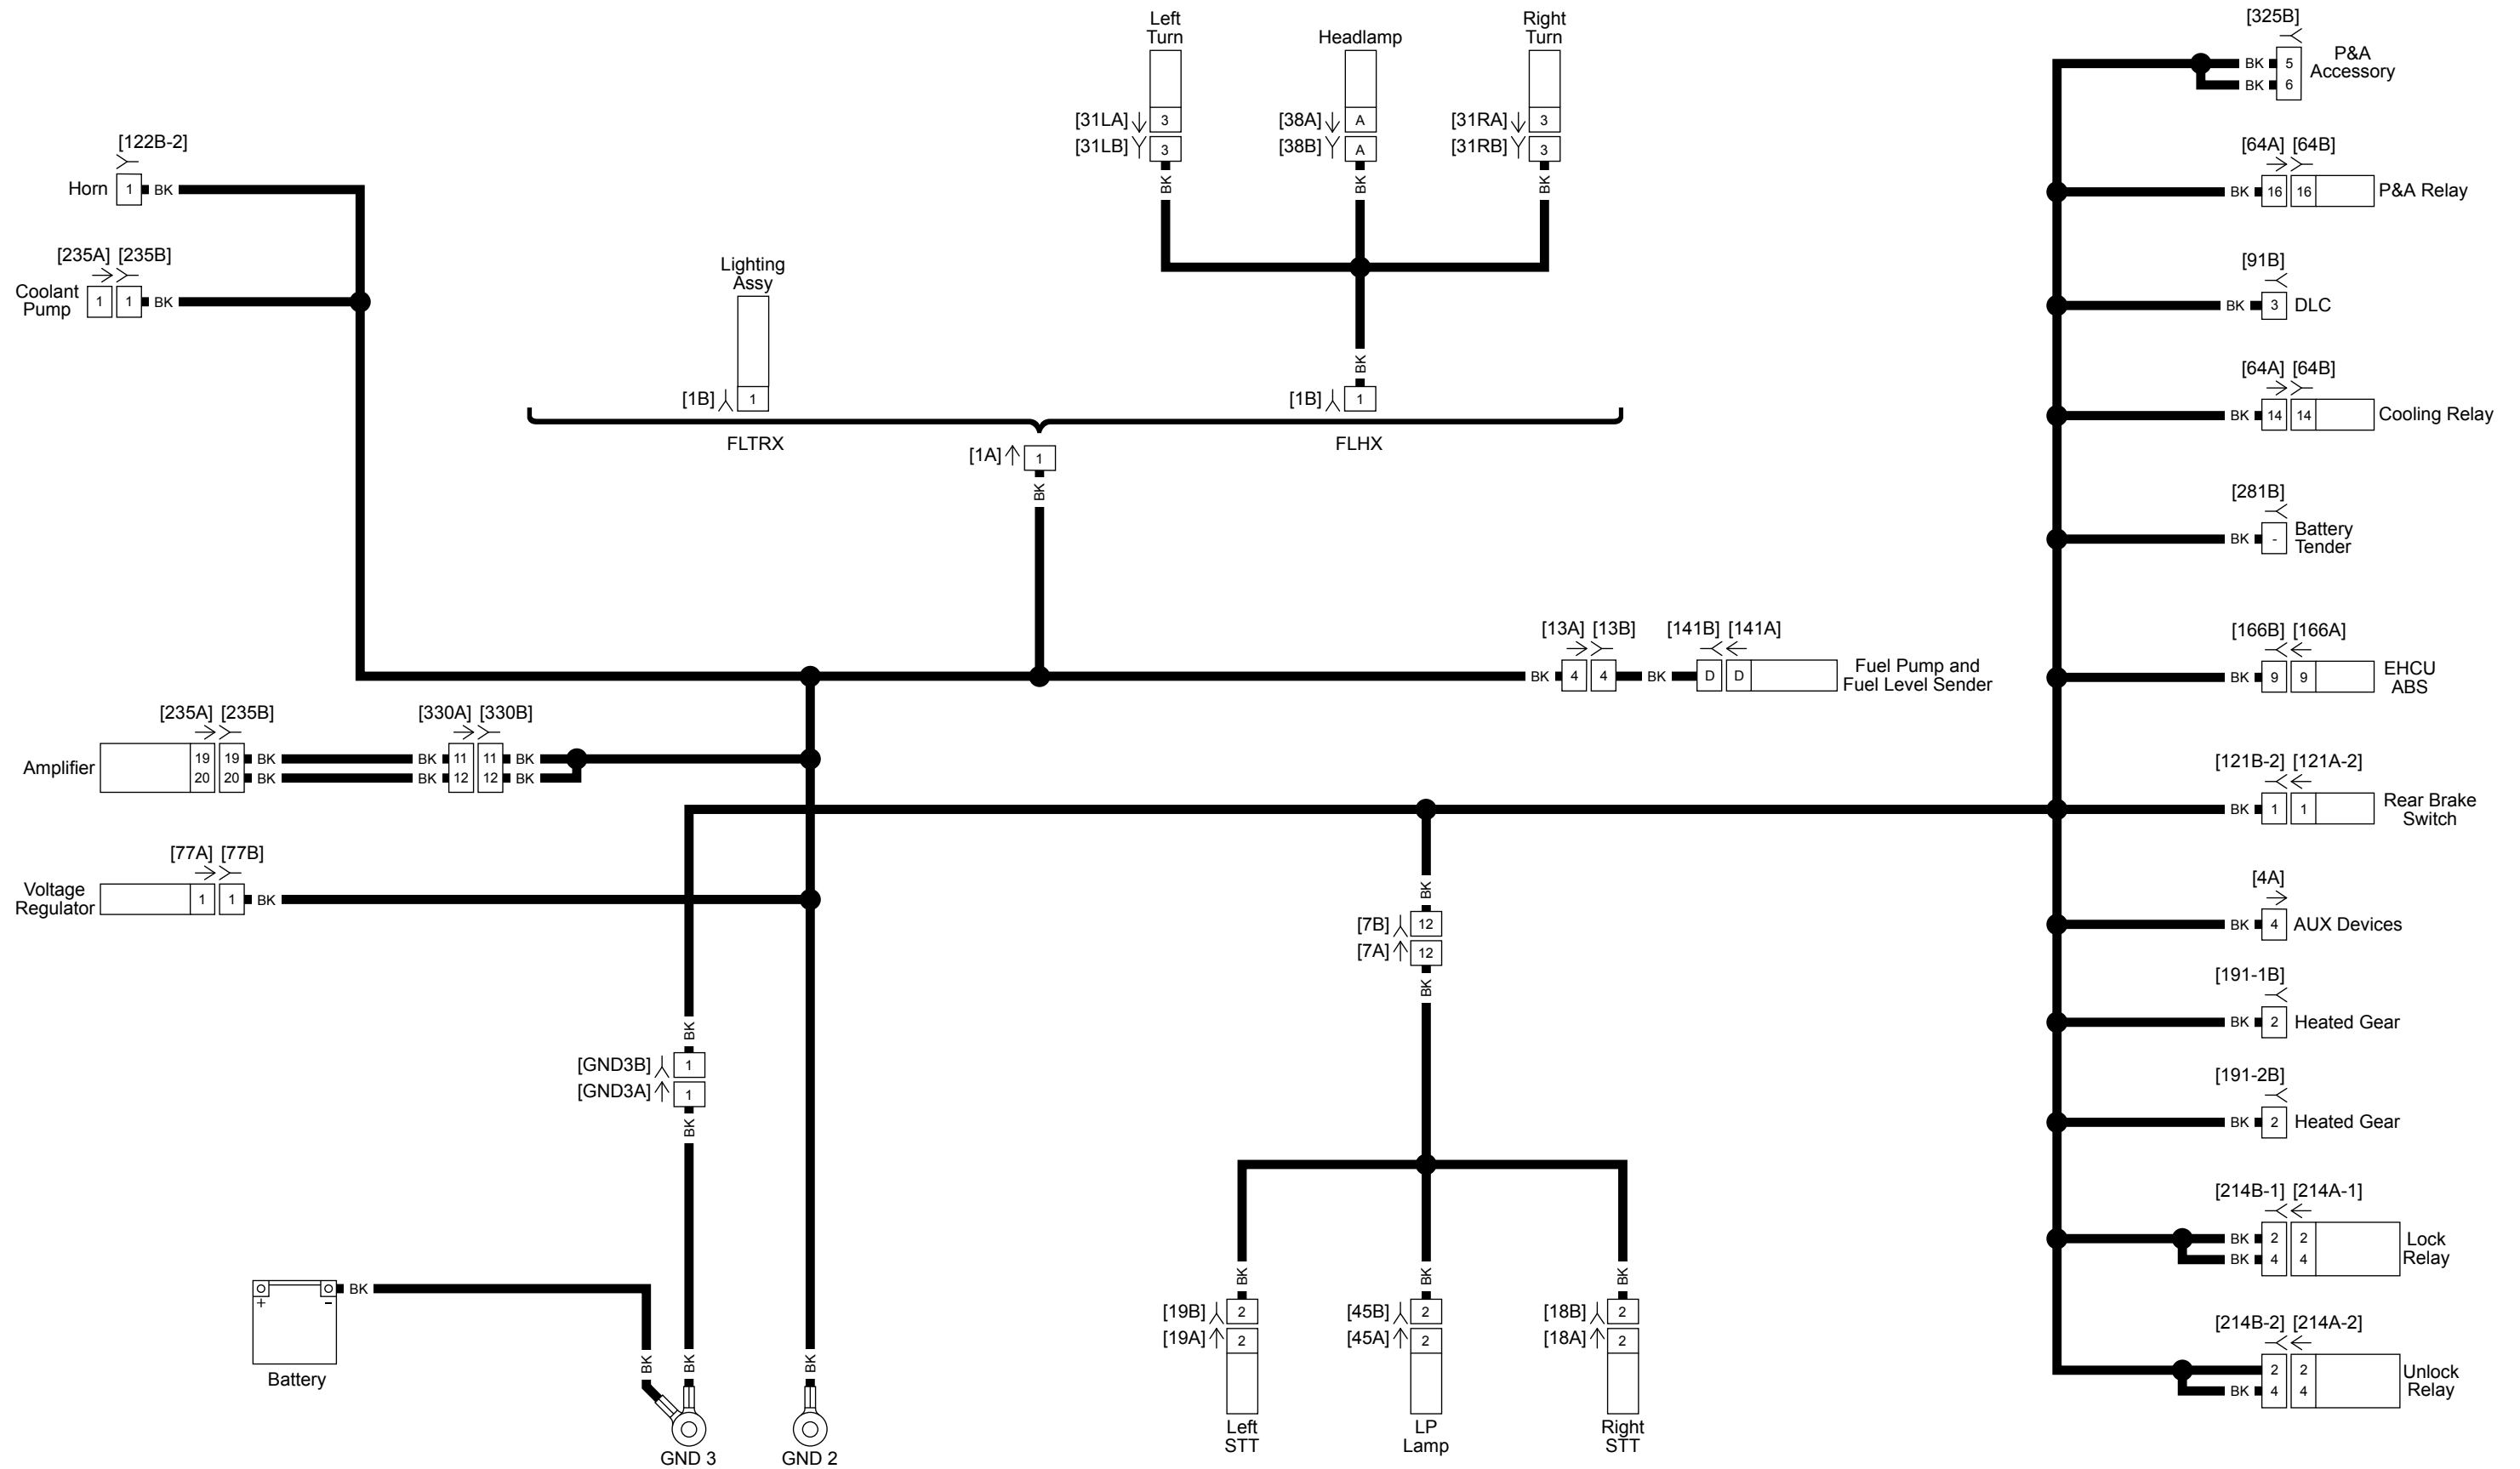 Left
Turn
Headlamp
Right
Turn
[31LA] 3
[31LB] 3
BK
[38A] A
[38B] A
BK
[31RA] 3
[31RB] 3
BK
[122B-2]
Horn 1 BK
[235A] [235B]
Coolant
Pump
1 1 BK
Lighting
Assy
[1B] 1
BK
[1B] 1
FLTRX
FLHX
[1A] 1
BK
[325B]
BK 5
BK 6
P&A
Accessory
[64A] [64B]
BK 16 16 P&A Relay
[91B]
BK 3 DLC
[64A] [64B]
BK 14 14 Cooling Relay
[281B]
BK - Battery
Tender
[13A] [13B] [141B] [141A]
BK 4 4 BK D D
Fuel Pump and
Fuel Level Sender
[166B] [166A]
BK 9 9
EHCU
ABS
[235A] [235B] [330A] [330B]
Amplifier
19 19 BK BK 11 11 BK
20 20 BK BK 12 12 BK
[121B-2] [121A-2]
BK 1 1
Rear Brake
Switch
[77A] [77B]
Voltage
Regulator
1 1 BK
BK
[7B] 12
[7A] 12
BK
[4A]
BK 4 AUX Devices
[191-1B]
BK 2 Heated Gear
BK
[GND3B] 1
[GND3A] 1
BK
[191-2B]
BK 2 Heated Gear
[214B-1] [214A-1]
BK 2 2
BK 4 4
Lock
Relay
BK
+ -
Battery
BK
BK
BK
GND 3
GND 2
BK
[19B] 2
[19A] 2
Left
STT
BK
[45B] 2
[45A] 2
LP
Lamp
BK
[18B] 2
[18A] 2
Right
STT
[214B-2] [214A-2]
2 2
BK 4 4
Unlock
Relay